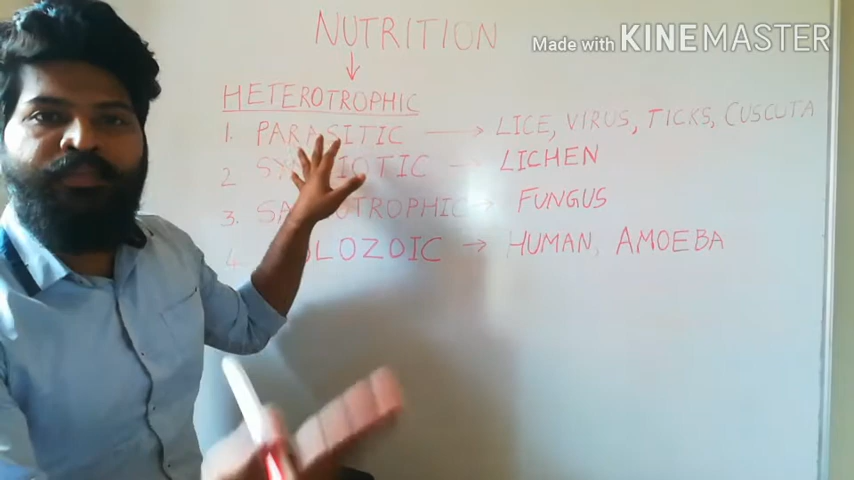 NUTRITION
Made with KINEMASTER
HETEROTROPHIC
1. PARASITIC → LICE, VIRUS, TICKS, CUSCUTA
2 → LICHEN
3. → FUNGUS
4. → HUMAN, AMOEBA